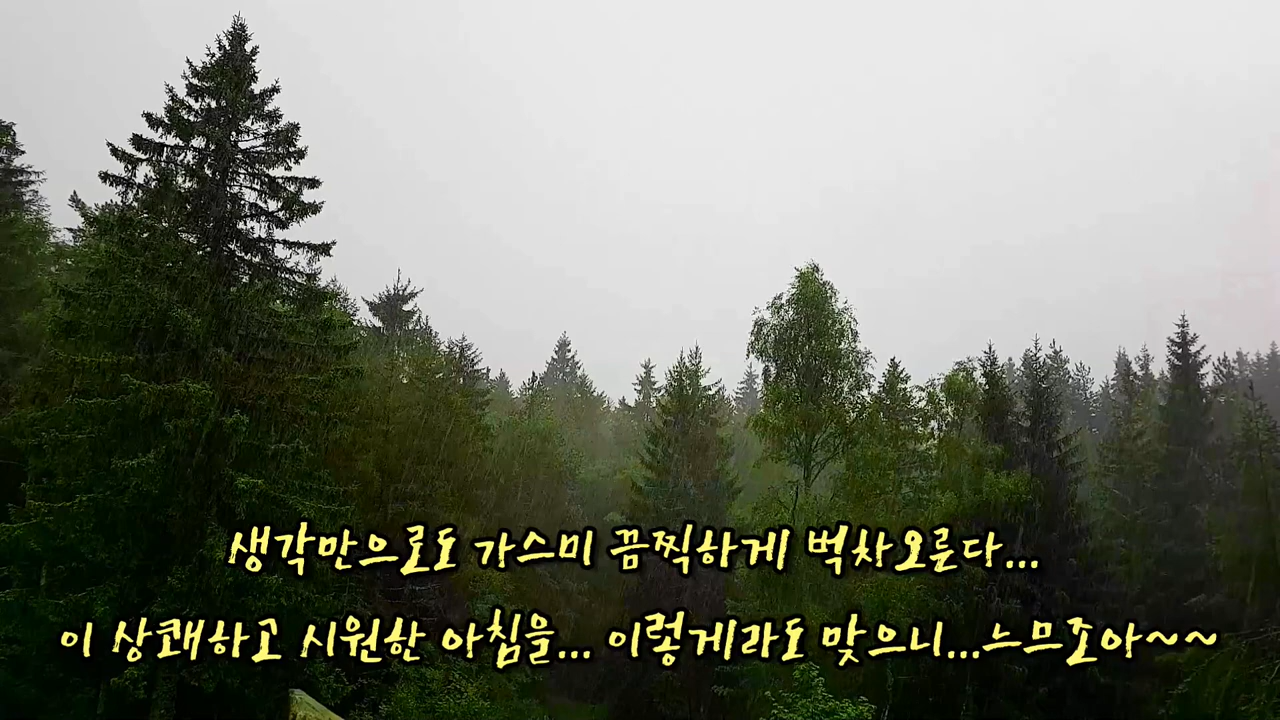 생각만으로도 가스미 끔찍하게 벅차오른다...
이 상쾌하고 시원한 아침을... 이렇게라도 맞으니...느므조아~~